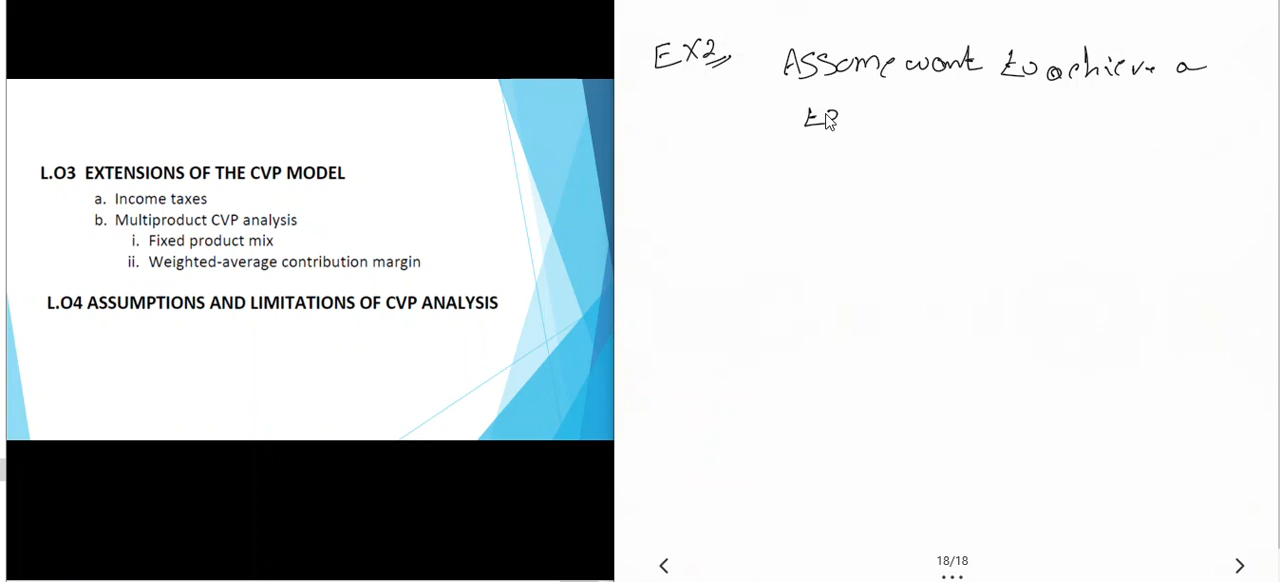 L.O3 EXTENSIONS OF THE CVP MODEL
a. Income taxes
b. Multiproduct CVP analysis
i. Fixed product mix
ii. Weighted-average contribution margin
L.O4 ASSUMPTIONS AND LIMITATIONS OF CVP ANALYSIS
EX2 Assume want to achieve a
18/18